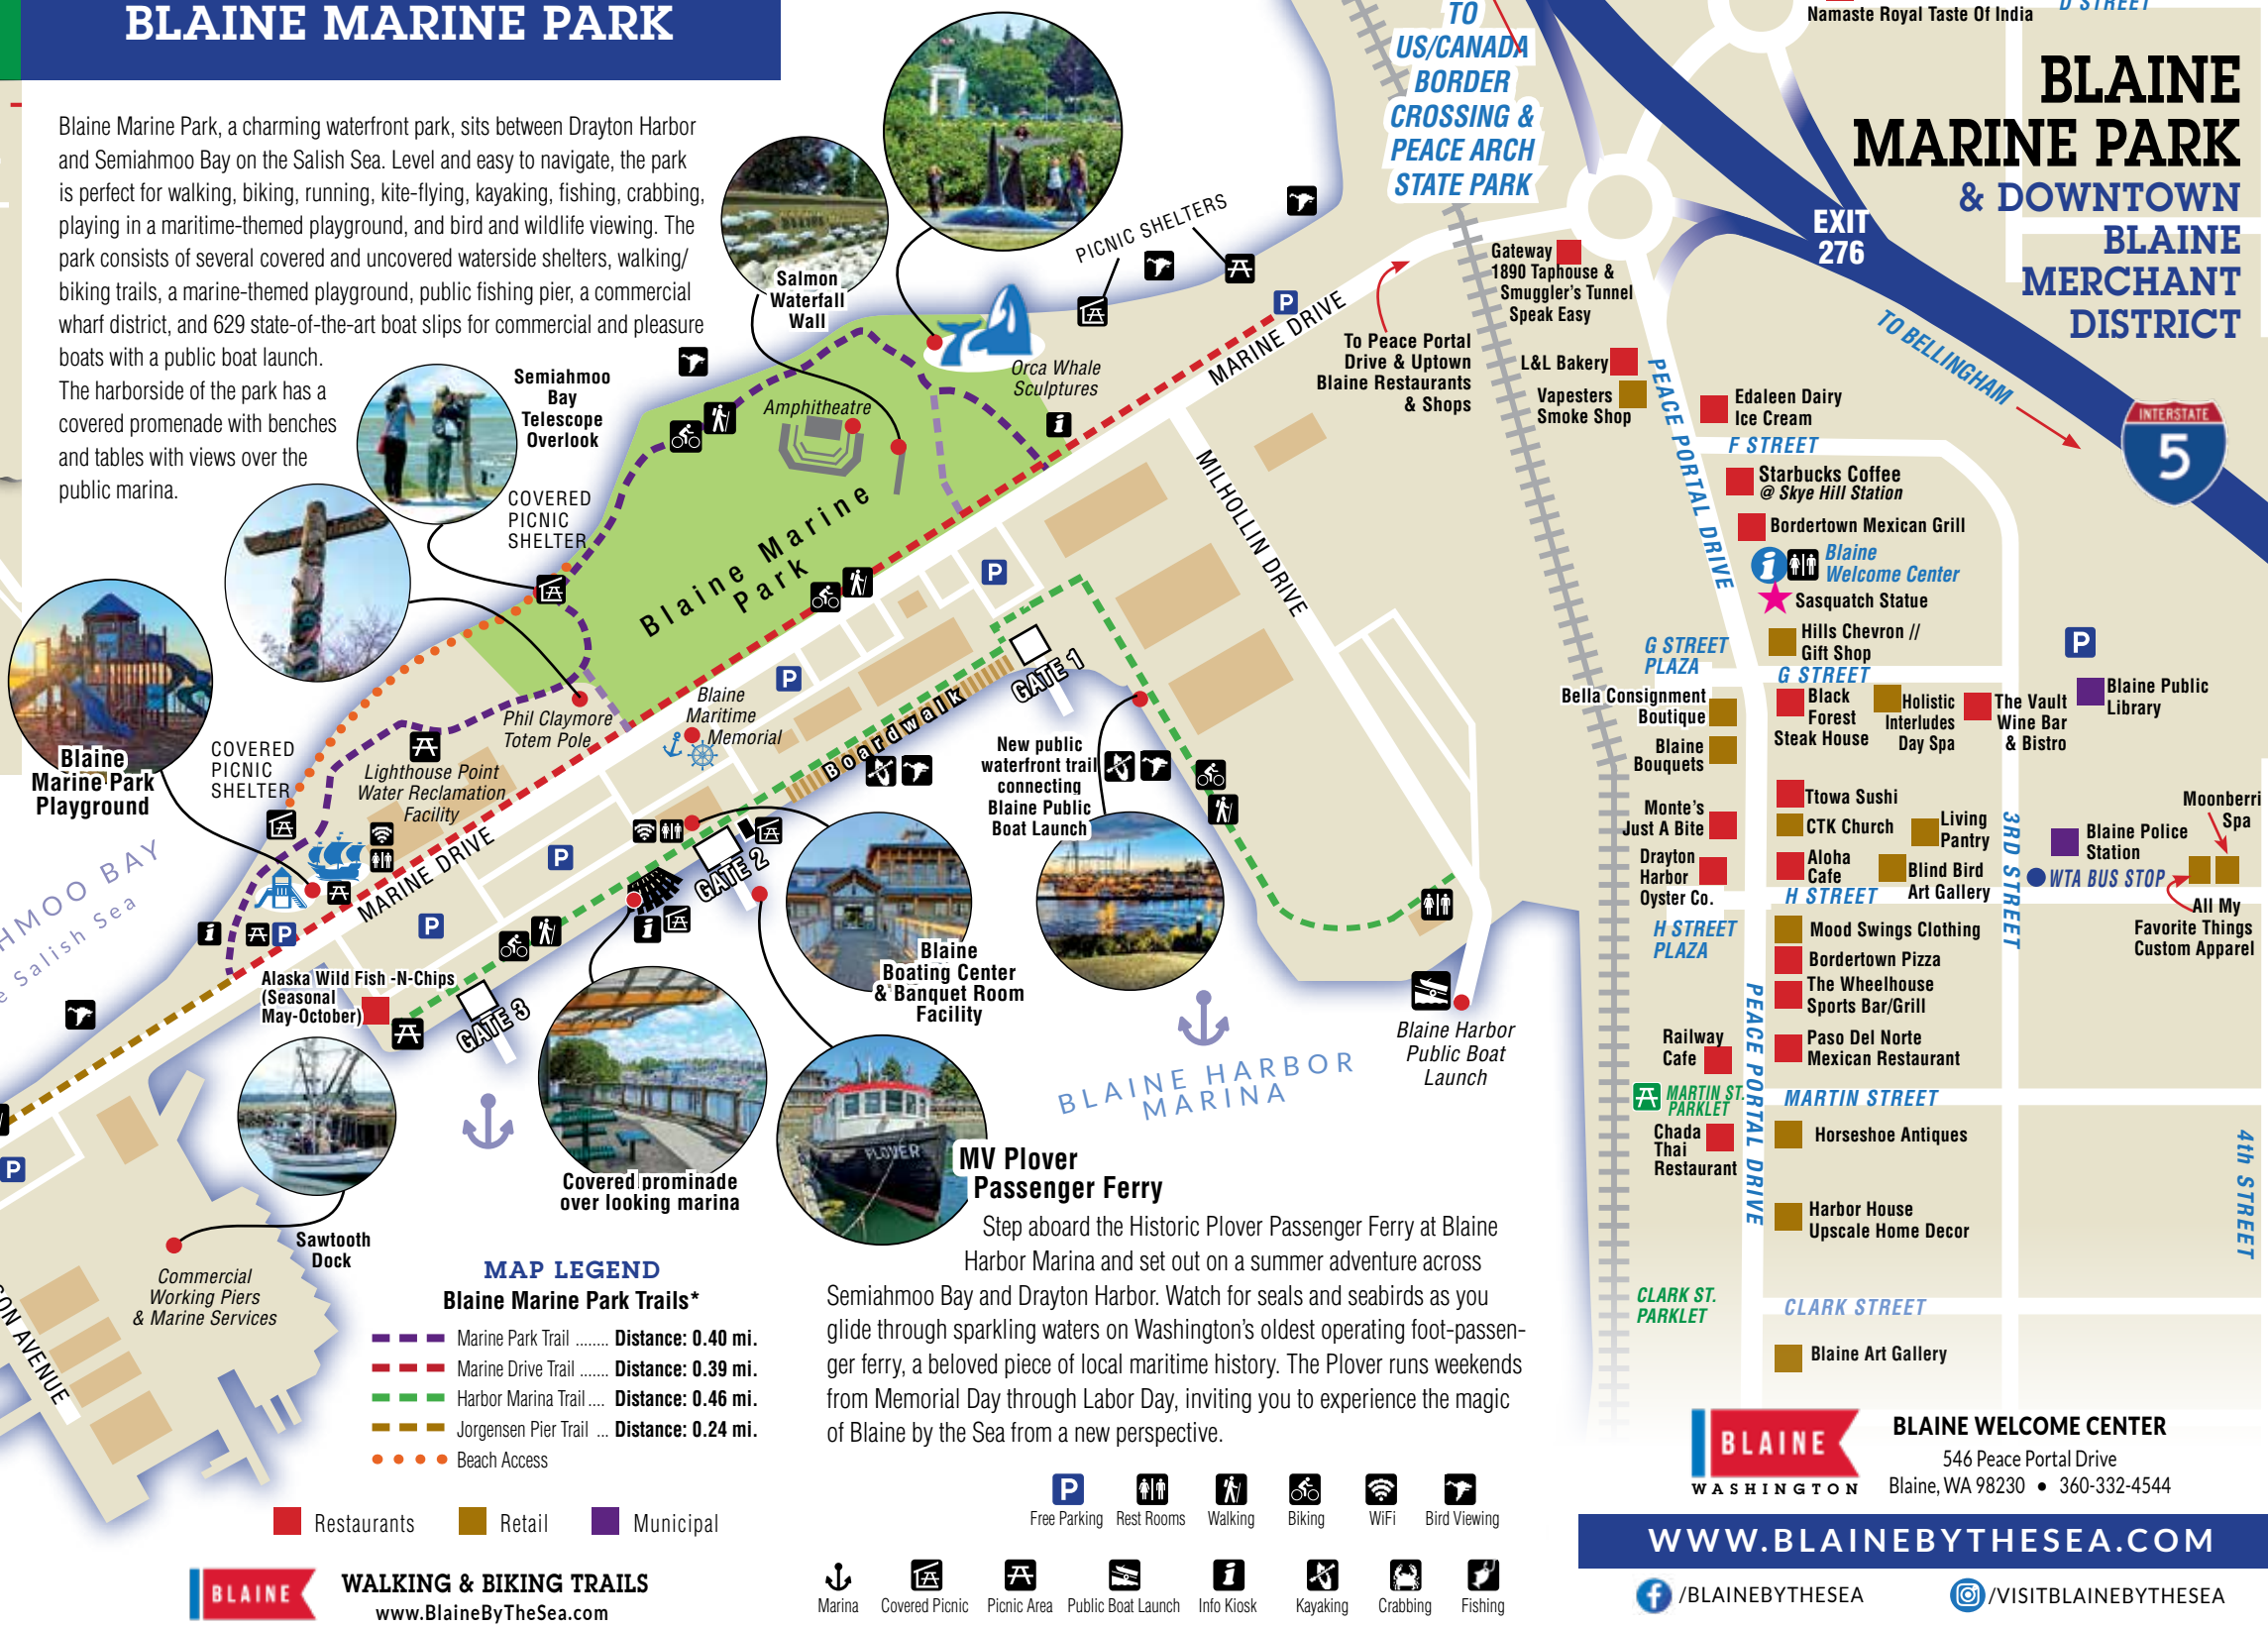 BLAINE MARINE PARK
Blaine Marine Park, a charming waterfront park, sits between Drayton Harbor
and Semiahmoo Bay on the Salish Sea. Level and easy to navigate, the park
is perfect for walking, biking, running, kite-flying, kayaking, fishing, crabbing,
playing in a maritime-themed playground, and bird and wildlife viewing. The
park consists of several covered and uncovered waterside shelters, walking/
biking trails, a marine-themed playground, public fishing pier, a commercial
wharf district, and 629 state-of-the-art boat slips for commercial and pleasure
boats with a public boat launch.
The harborside of the park has a
covered promenade with benches
and tables with views over the
public marina.
Salmon
Waterfall
Wall
Semiahmoo
Bay
Telescope
Overlook
COVERED
PICNIC
SHELTER
PICNIC SHELTERS
Orca Whale
Sculptures
Amphitheatre
Blaine Marine
Park
MARINE DRIVE
P
TO
US/CANADA
BORDER
CROSSING &
PEACE ARCH
STATE PARK
To Peace Portal
Drive & Uptown
Blaine Restaurants
& Shops
MILHOLLIN DRIVE
Blaine
Marine Park
Playground
COVERED
PICNIC
SHELTER
Phil Claymore
Totem Pole
Lighthouse Point
Water Reclamation
Facility
Blaine
Maritime
Memorial
P
P
Boardwalk
GATE 1
New public
waterfront trail
connecting
Blaine Public
Boat Launch
MARINE DRIVE
P
P
P
GATE 2
GATE 3
HMOO BAY
e Salish Sea
Alaska Wild Fish -N-Chips
(Seasonal
May-October)
Blaine
Boating Center
& Banquet Room
Facility
Covered prominade
over looking marina
PLOVER
BLAINE HARBOR
MARINA
Blaine Harbor
Public Boat
Launch
P
Sawtooth
Dock
Commercial
Working Piers
& Marine Services
SON AVENUE
MV Plover
Passenger Ferry
Step aboard the Historic Plover Passenger Ferry at Blaine
Harbor Marina and set out on a summer adventure across
Semiahmoo Bay and Drayton Harbor. Watch for seals and seabirds as you
glide through sparkling waters on Washington's oldest operating foot-passen-
ger ferry, a beloved piece of local maritime history. The Plover runs weekends
from Memorial Day through Labor Day, inviting you to experience the magic
of Blaine by the Sea from a new perspective.
MAP LEGEND
Blaine Marine Park Trails*
Marine Park Trail ........ Distance: 0.40 mi.
Marine Drive Trail ....... Distance: 0.39 mi.
Harbor Marina Trail .... Distance: 0.46 mi.
Jorgensen Pier Trail ... Distance: 0.24 mi.
Beach Access
Restaurants Retail Municipal
BLAINE
WALKING & BIKING TRAILS
www.BlaineByTheSea.com
P
Free Parking Rest Rooms Walking Biking WiFi Bird Viewing
Marina Covered Picnic Picnic Area Public Boat Launch Info Kiosk Kayaking Crabbing Fishing
Namaste Royal Taste Of India
D STREET
BLAINE
MARINE PARK
& DOWNTOWN
BLAINE
MERCHANT
DISTRICT
EXIT
276
TO BELLINGHAM
INTERSTATE
5
Gateway
1890 Taphouse &
Smuggler's Tunnel
Speak Easy
L&L Bakery
Vapesters
Smoke Shop
PEACE PORTAL DRIVE
Edaleen Dairy
Ice Cream
F STREET
Starbucks Coffee
@ Skye Hill Station
Bordertown Mexican Grill
Blaine
Welcome Center
Sasquatch Statue
Hills Chevron //
Gift Shop
G STREET
PLAZA
G STREET
P
Bella Consignment
Boutique
Blaine
Bouquets
Black
Forest
Steak House
Holistic
Interludes
Day Spa
The Vault
Wine Bar
& Bistro
Blaine Public
Library
Monte's
Just A Bite
Drayton
Harbor
Oyster Co.
Ttowa Sushi
CTK Church
Living
Pantry
Aloha
Cafe
Blind Bird
Art Gallery
3RD STREET
Blaine Police
Station
Moonberri
Spa
WTA BUS STOP
All My
Favorite Things
Custom Apparel
H STREET
H STREET
PLAZA
Mood Swings Clothing
Bordertown Pizza
The Wheelhouse
Sports Bar/Grill
Railway
Cafe
Paso Del Norte
Mexican Restaurant
MARTIN ST.
PARKLET
PEACE PORTAL DRIVE
MARTIN STREET
Chada
Thai
Restaurant
Horseshoe Antiques
4th STREET
Harbor House
Upscale Home Decor
CLARK ST.
PARKLET
CLARK STREET
Blaine Art Gallery
BLAINE
WASHINGTON
BLAINE WELCOME CENTER
546 Peace Portal Drive
Blaine, WA 98230 • 360-332-4544
WWW.BLAINEBYTHESEA.COM
/BLAINEBYTHESEA
/VISITBLAINEBYTHESEA